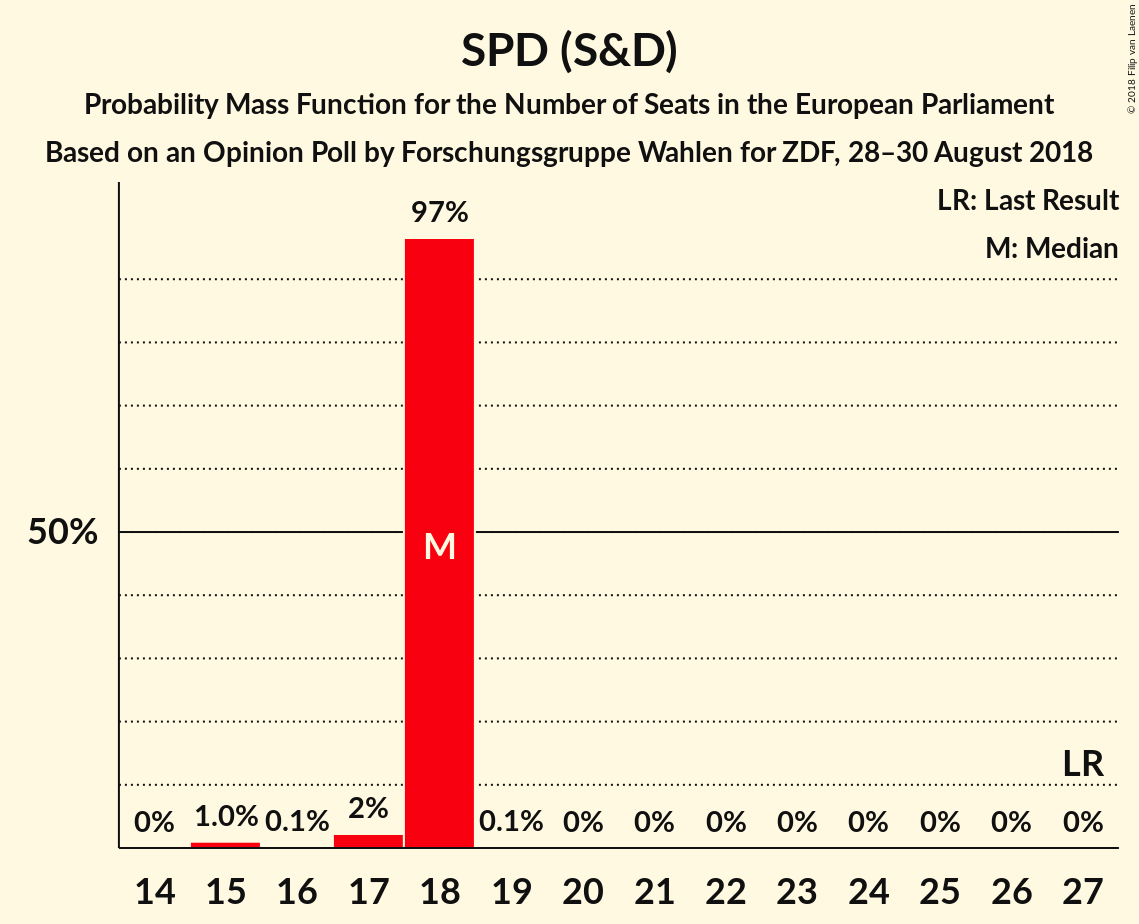 SPD (S&D)
Probability Mass Function for the Number of Seats in the European Parliament
Based on an Opinion Poll by Forschungsgruppe Wahlen for ZDF, 28–30 August 2018
© 2018 Filip van Laenen
LR: Last Result
M: Median
97%
50%
M
LR
0% 1.0% 0.1% 2% 0.1% 0% 0% 0% 0% 0% 0% 0% 0%
14 15 16 17 18 19 20 21 22 23 24 25 26 27